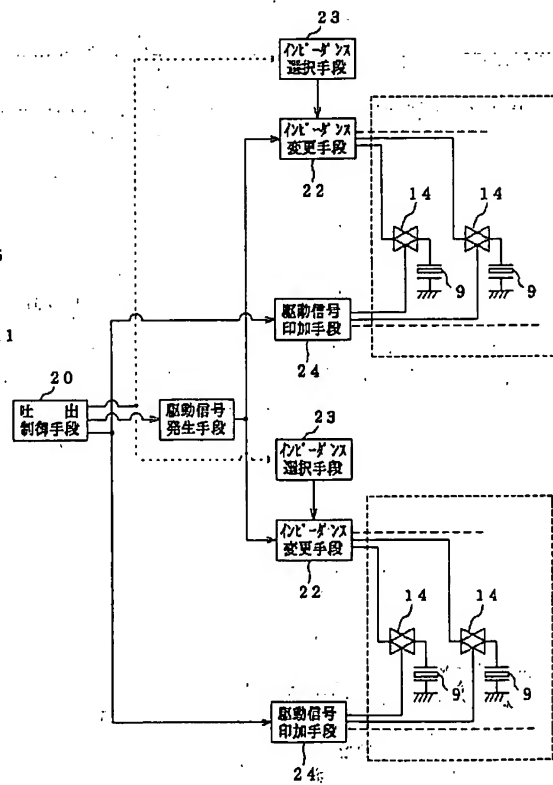 23
インピーダンス
選択手段
インピーダンス
変更手段
22
14
14
9
9
駆動信号
印加手段
24
1
20
吐出
制御手段
駆動信号
発生手段
23
インピーダンス
選択手段
インピーダンス
変更手段
22
14
14
9
9
駆動信号
印加手段
24